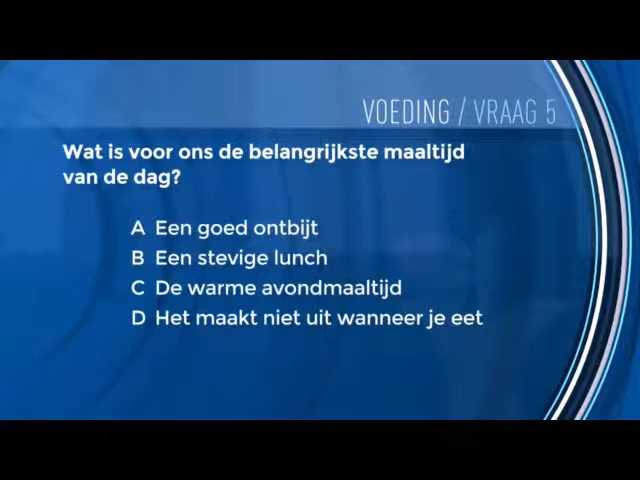 VOEDING / VRAAG 5
Wat is voor ons de belangrijkste maaltijd
van de dag?
A Een goed ontbijt
B Een stevige lunch
C De warme avondmaaltijd
D Het maakt niet uit wanneer je eet